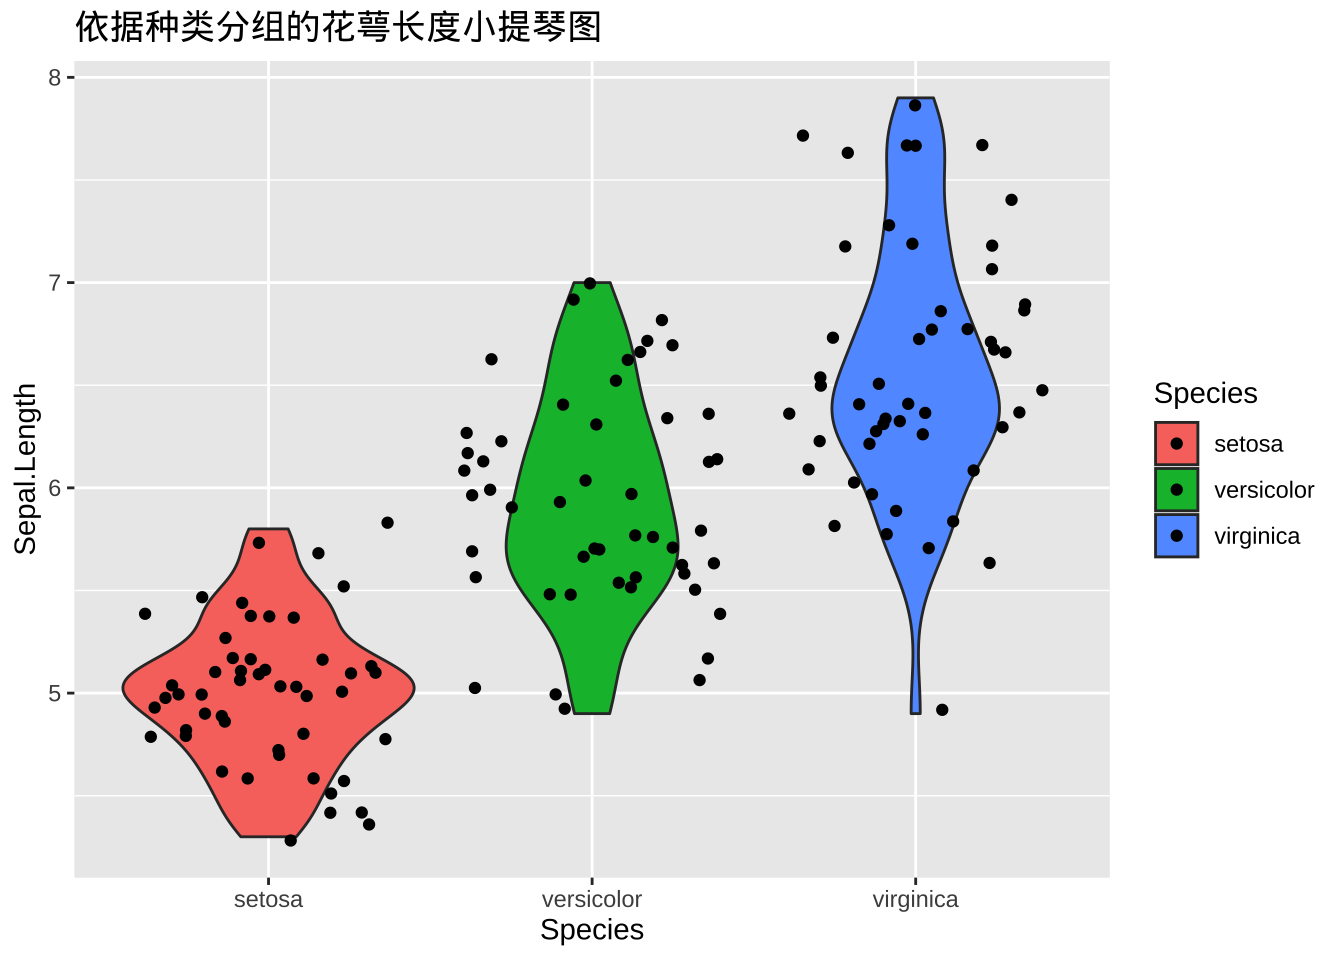 依据种类分组的花萼长度小提琴图
8
7
6
5
Sepal.Length
setosa
versicolor
virginica
Species
Species
setosa
versicolor
virginica